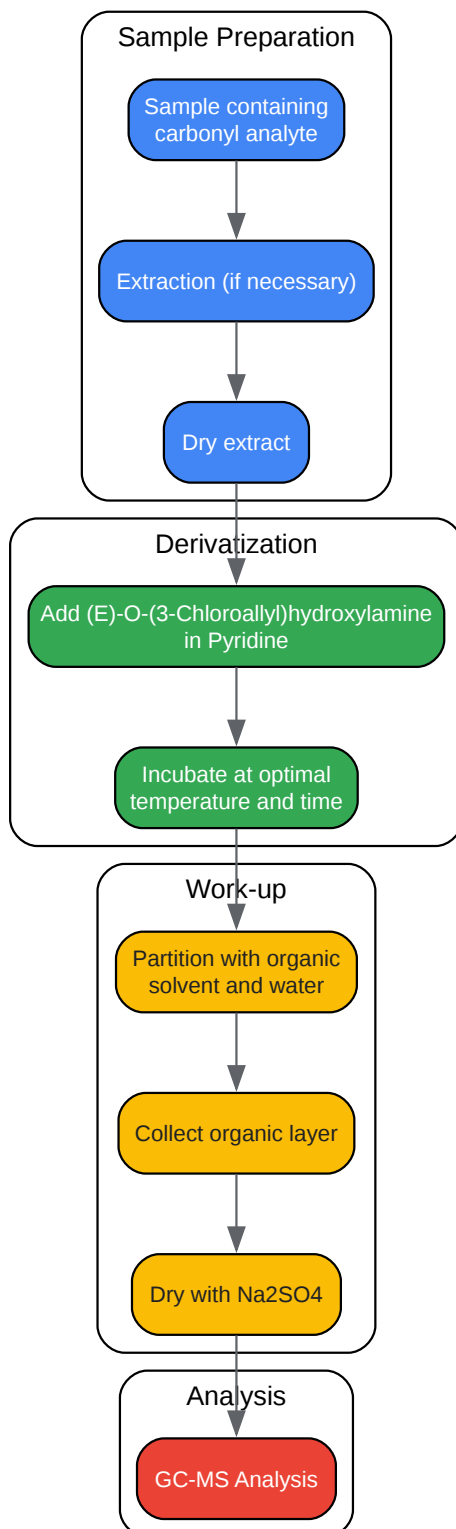 Sample Preparation
Sample containing
carbonyl analyte
Extraction (if necessary)
Dry extract
Derivatization
Add (E)-O-(3-Chloroallyl)hydroxylamine
in Pyridine
Incubate at optimal
temperature and time
Work-up
Partition with organic
solvent and water
Collect organic layer
Dry with Na2SO4
Analysis
GC-MS Analysis